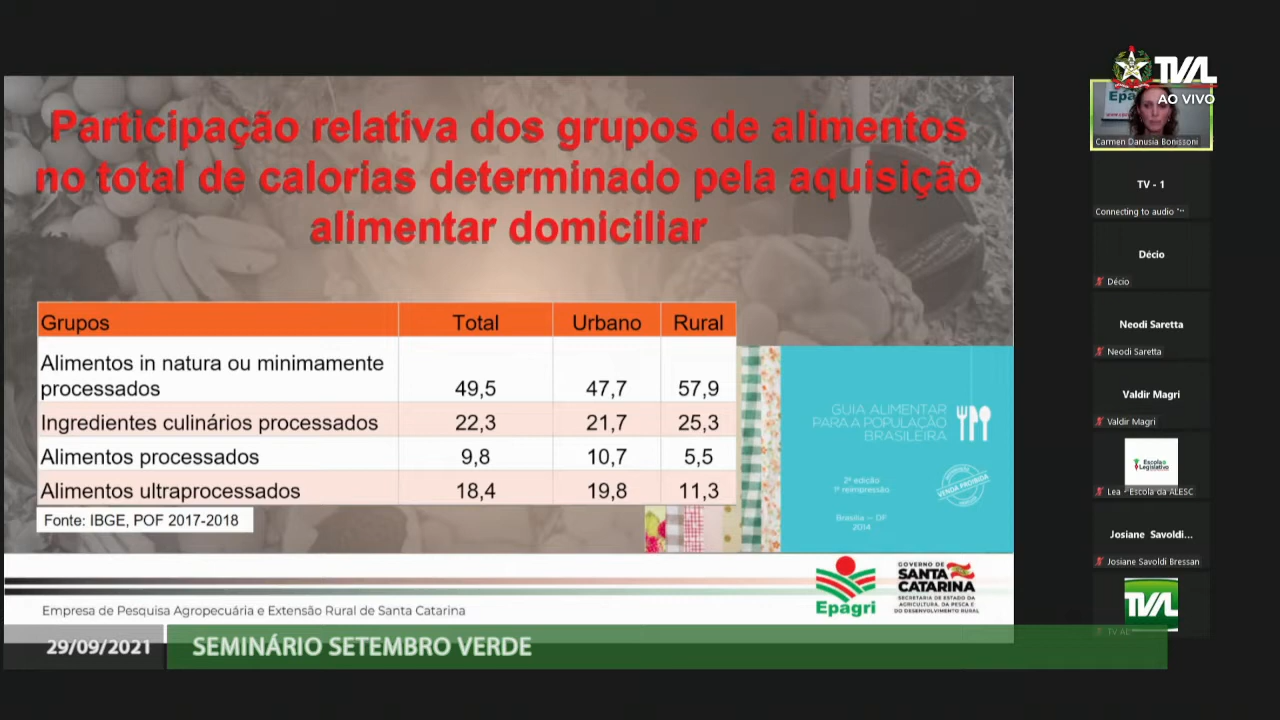 Participação relativa dos grupos de alimentos
no total de calorias determinado pela aquisição
alimentar domiciliar
Grupos Total Urbano Rural
Alimentos in natura ou minimamente
processados 49,5 47,7 57,9
Ingredientes culinários processados 22,3 21,7 25,3
Alimentos processados 9,8 10,7 5,5
Alimentos ultraprocessados 18,4 19,8 11,3
Fonte: IBGE, POF 2017-2018
GUIA ALIMENTAR
PARA A POPULAÇÃO
BRASILEIRA
2ª edição
1ª reimpressão
VENDA PROIBIDA
Brasília – DF
2014
Empresa de Pesquisa Agropecuária e Extensão Rural de Santa Catarina
Epagri
GOVERNO DE
SANTA
CATARINA
SECRETARIA DE ESTADO DA
AGRICULTURA, DA PESCA E
DO DESENVOLVIMENTO RURAL
29/09/2021
SEMINÁRIO SETEMBRO VERDE
TVAL
AO VIVO
Epa
Carmen Danusia Bonissoni
TV - 1
Connecting to audio ···
Décio
Décio
Neodi Saretta
Neodi Saretta
Valdir Magri
Valdir Magri
Escola
Legislativo
Lea - Escola da ALESC
Josiane Savoldi...
Josiane Savoldi Bressan
TVAL
TV AL